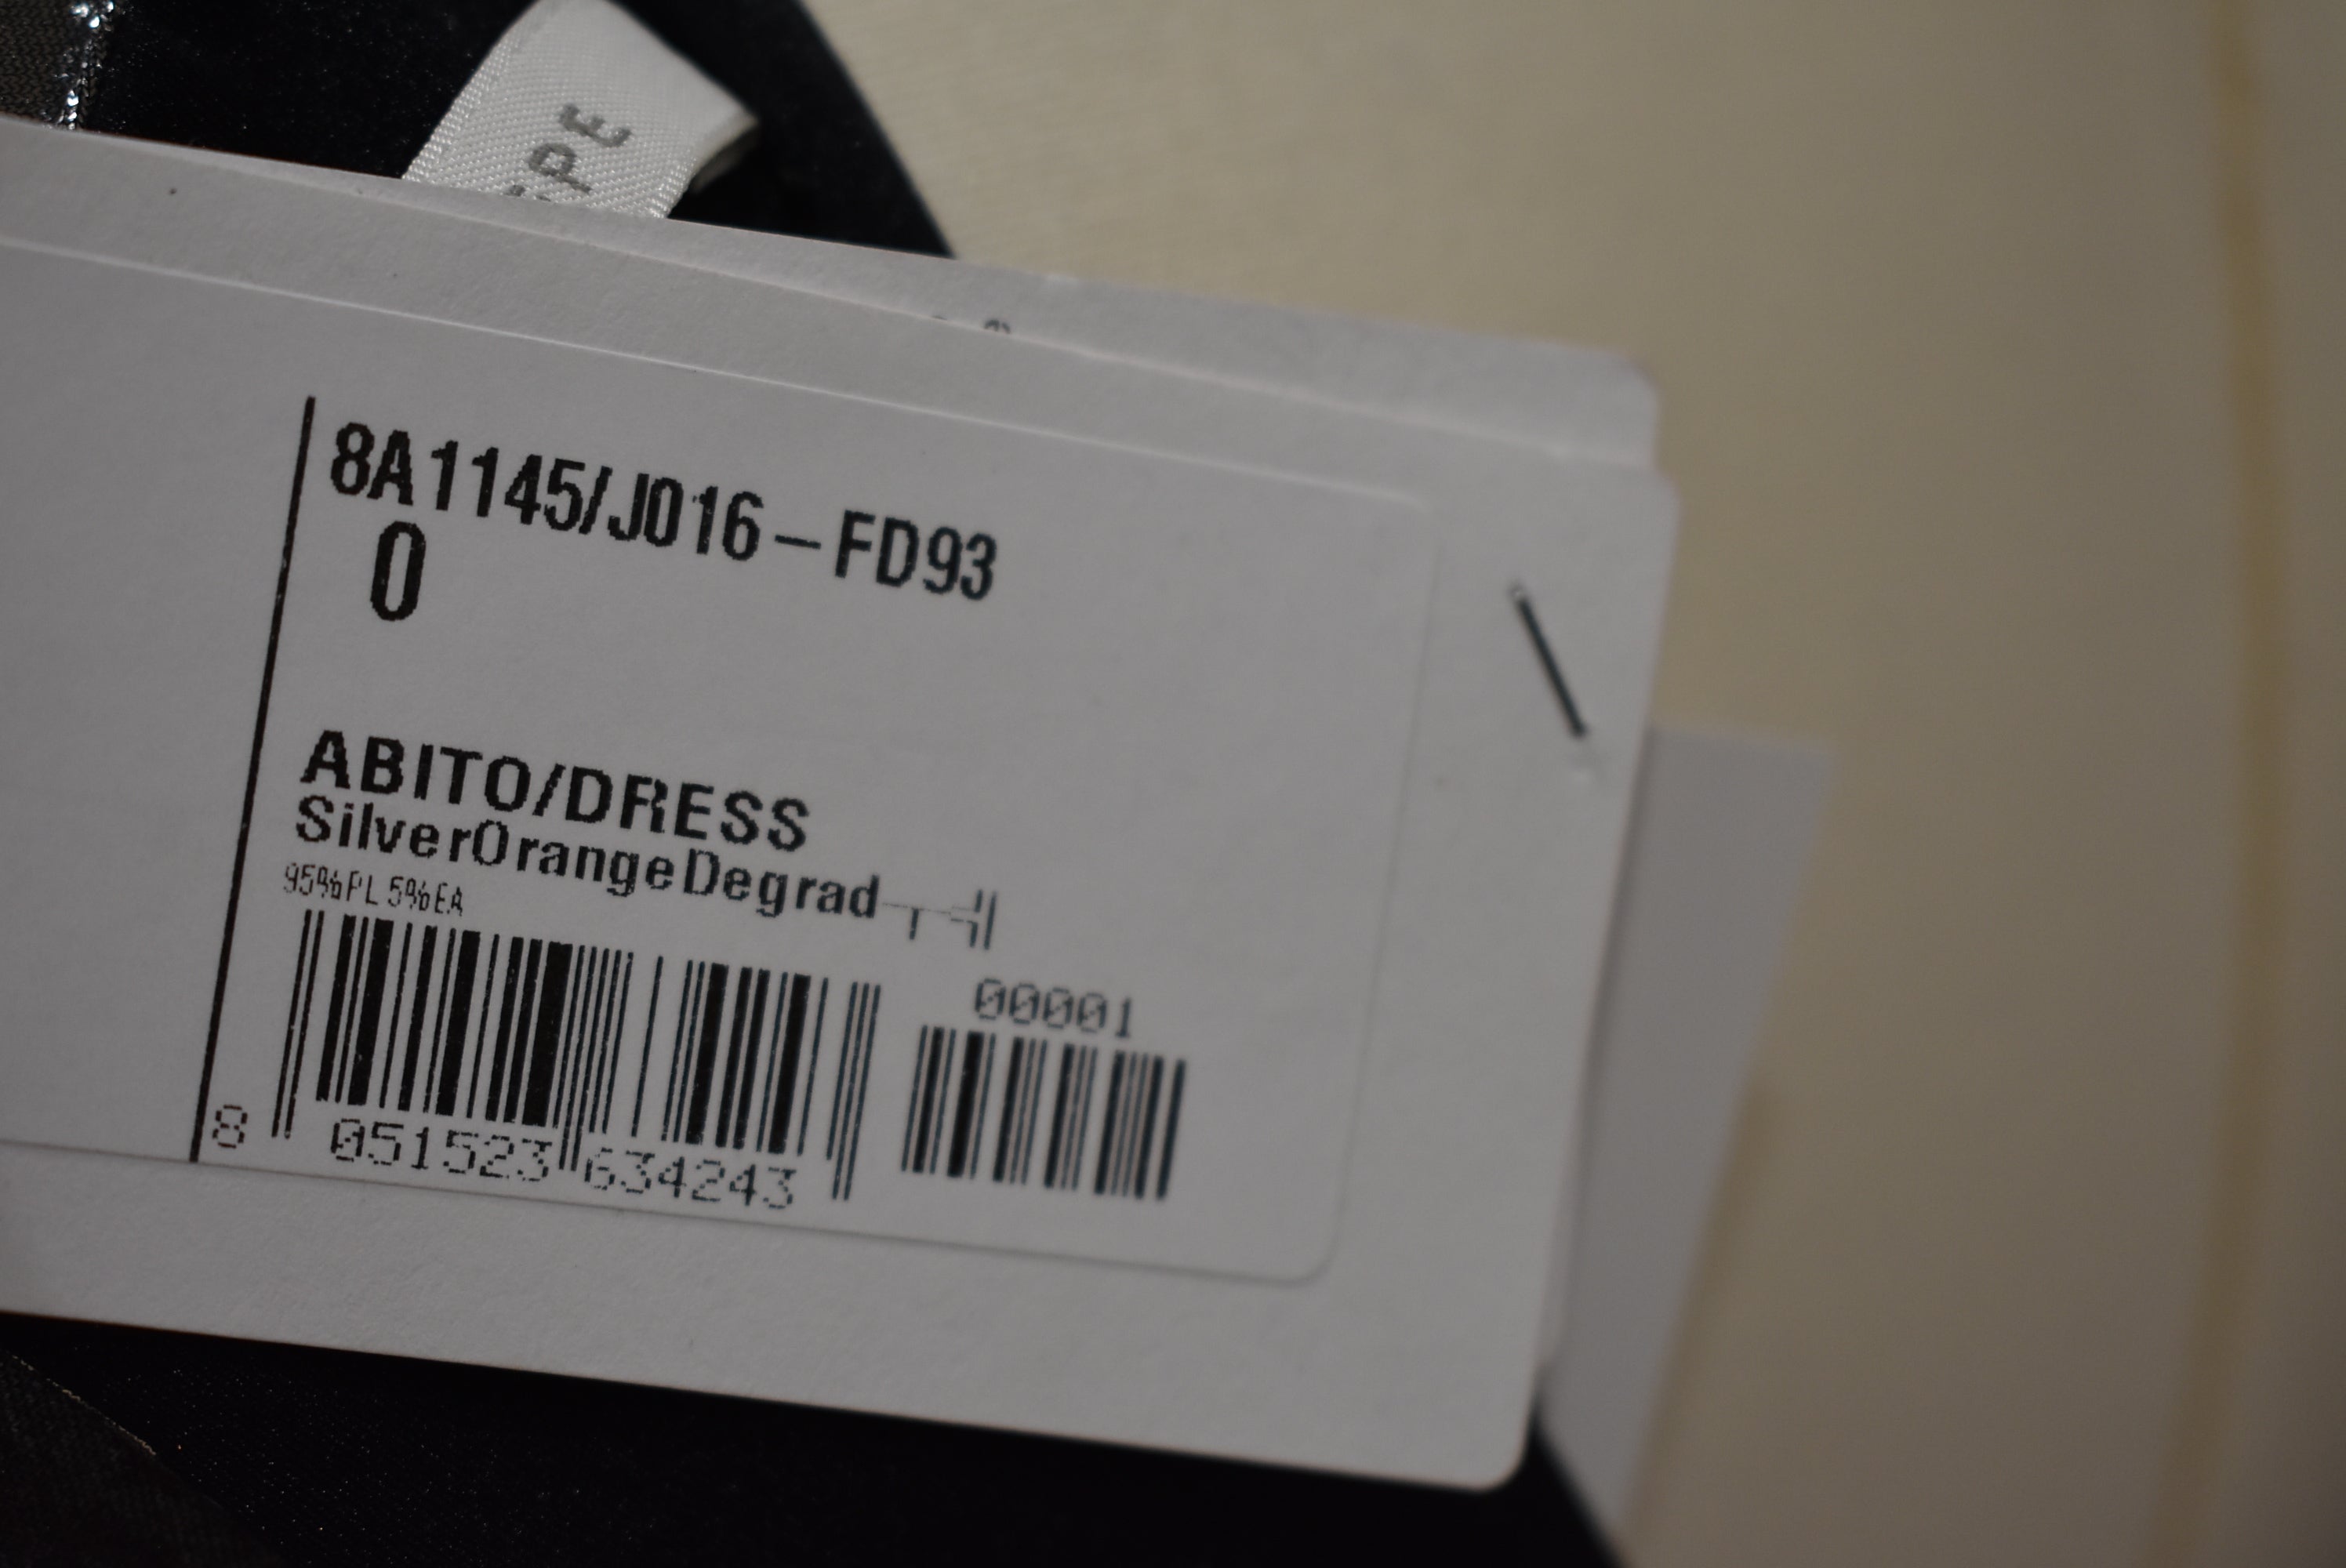 8A1145/J016-FD93
0
ABITO/DRESS
SilverOrangeDegrad
95%PL 5%EA
00001
8 051523 634243